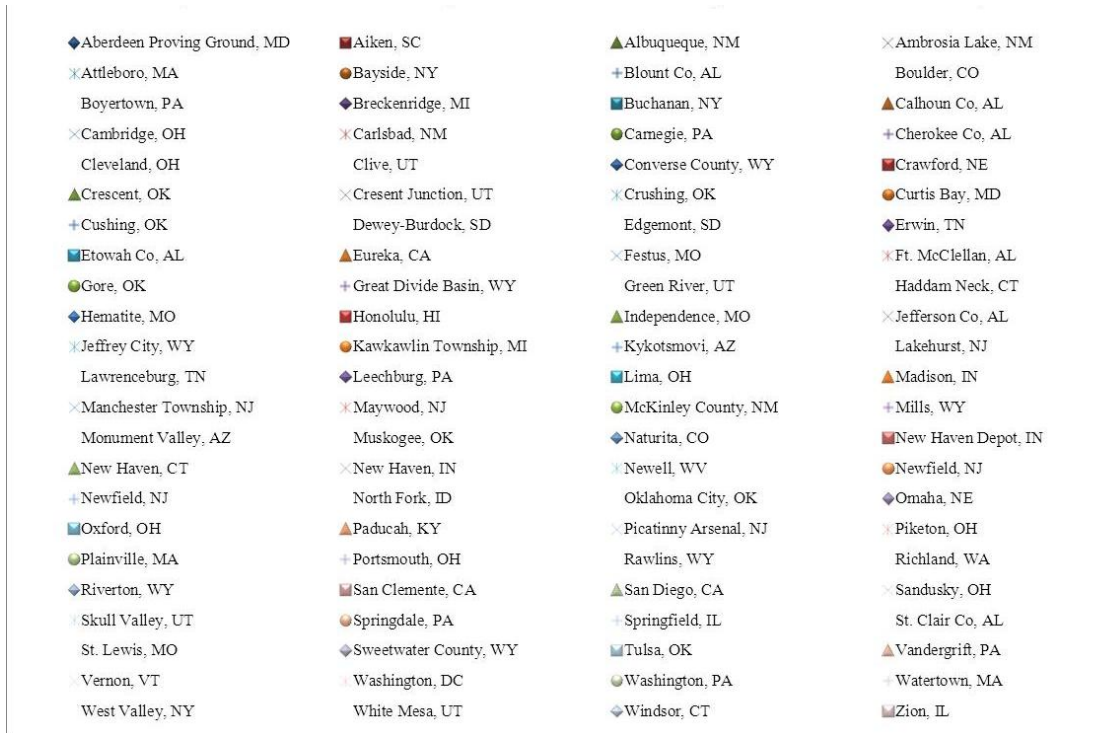 Aberdeen Proving Ground, MD Aiken, SC Albuqueque, NM Ambrosia Lake, NM
Attleboro, MA Bayside, NY Blount Co, AL Boulder, CO
Boyertown, PA Breckenridge, MI Buchanan, NY Calhoun Co, AL
Cambridge, OH Carlsbad, NM Carnegie, PA Cherokee Co, AL
Cleveland, OH Clive, UT Converse County, WY Crawford, NE
Crescent, OK Cresent Junction, UT Crushing, OK Curtis Bay, MD
Cushing, OK Dewey-Burdock, SD Edgemont, SD Erwin, TN
Etowah Co, AL Eureka, CA Festus, MO Ft. McClellan, AL
Gore, OK Great Divide Basin, WY Green River, UT Haddam Neck, CT
Hematite, MO Honolulu, HI Independence, MO Jefferson Co, AL
Jeffrey City, WY Kawkawlin Township, MI Kykotsmovi, AZ Lakehurst, NJ
Lawrenceburg, TN Leechburg, PA Lima, OH Madison, IN
Manchester Township, NJ Maywood, NJ McKinley County, NM Mills, WY
Monument Valley, AZ Muskogee, OK Naturita, CO New Haven Depot, IN
New Haven, CT New Haven, IN Newell, WV Newfield, NJ
Newfield, NJ North Fork, ID Oklahoma City, OK Omaha, NE
Oxford, OH Paducah, KY Picatinny Arsenal, NJ Piketon, OH
Plainville, MA Portsmouth, OH Rawlins, WY Richland, WA
Riverton, WY San Clemente, CA San Diego, CA Sandusky, OH
Skull Valley, UT Springdale, PA Springfield, IL St. Clair Co, AL
St. Lewis, MO Sweetwater County, WY Tulsa, OK Vandergrift, PA
Vernon, VT Washington, DC Washington, PA Watertown, MA
West Valley, NY White Mesa, UT Windsor, CT Zion, IL